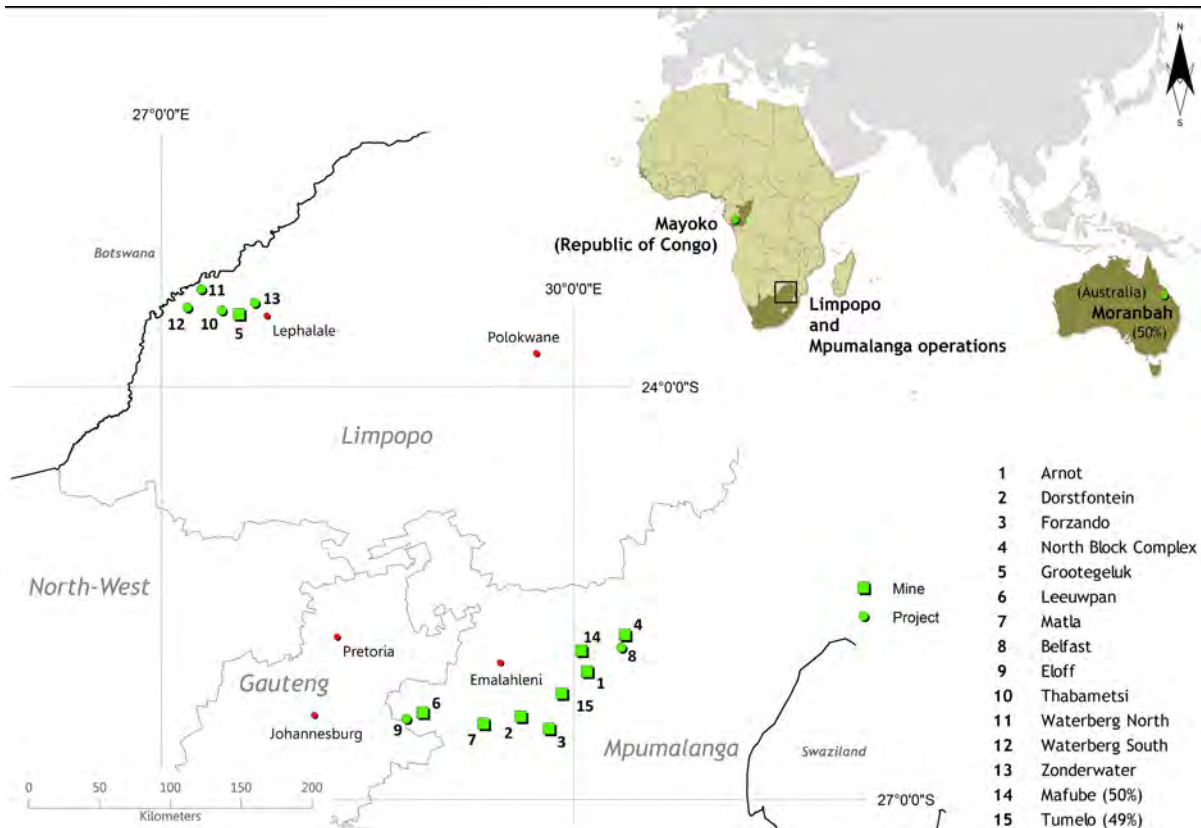 N
S
27°0'0"E
Botswana
11
12
10
5
13
Lephalale
30°0'0"E
Polokwane
24°0'0"S
Limpopo
North-West
Pretoria
Gauteng
Johannesburg
Emalahleni
14
4
8
1
15
6
9
7
2
3
Mpumalanga
Swaziland
27°0'0"S
0
50
100
150
200
Kilometers
Mayoko
(Republic of Congo)
Limpopo
and
Mpumalanga operations
(Australia)
Moranbah
(50%)
Mine
Project
1 Arnot
2 Dorstfontein
3 Forzando
4 North Block Complex
5 Grootegeluk
6 Leeuwpan
7 Matla
8 Belfast
9 Eloff
10 Thabametsi
11 Waterberg North
12 Waterberg South
13 Zonderwater
14 Mafube (50%)
15 Tumelo (49%)